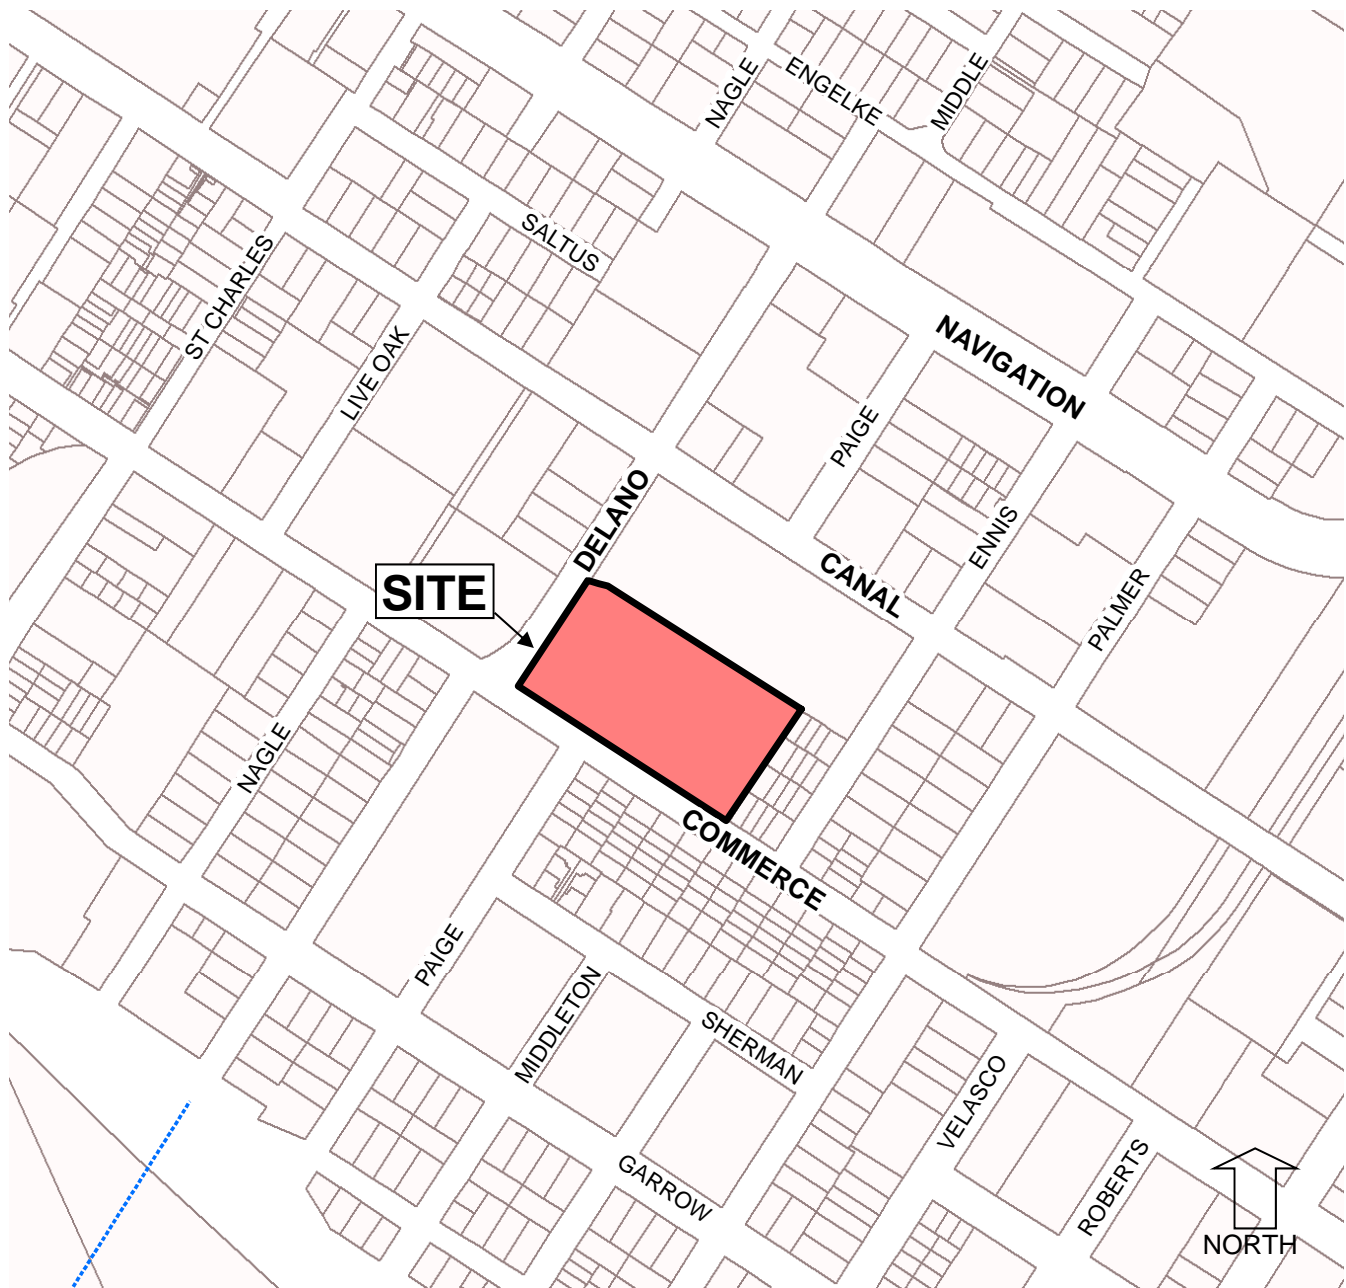 NAGLE
ENGELKE
MIDDLE
SALTUS
ST CHARLES
LIVE OAK
NAVIGATION
PAIGE
DELANO
ENNIS
CANAL
SITE
PALMER
NAGLE
COMMERCE
PAIGE
MIDDLETON
SHERMAN
VELASCO
GARROW
ROBERTS
NORTH